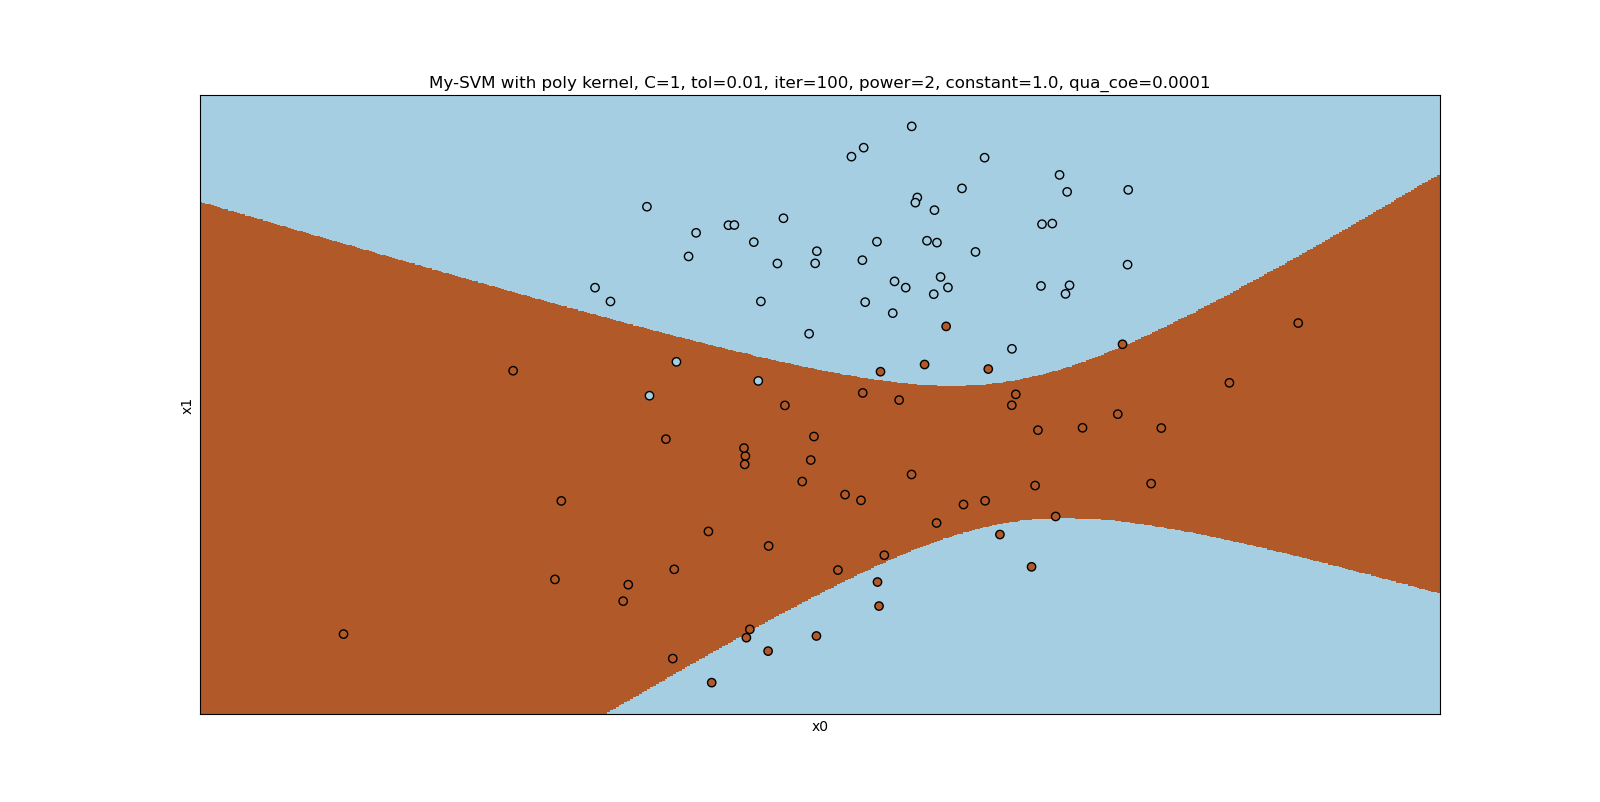 My-SVM with poly kernel, C=1, tol=0.01, iter=100, power=2, constant=1.0, qua_coe=0.0001
x1
x0